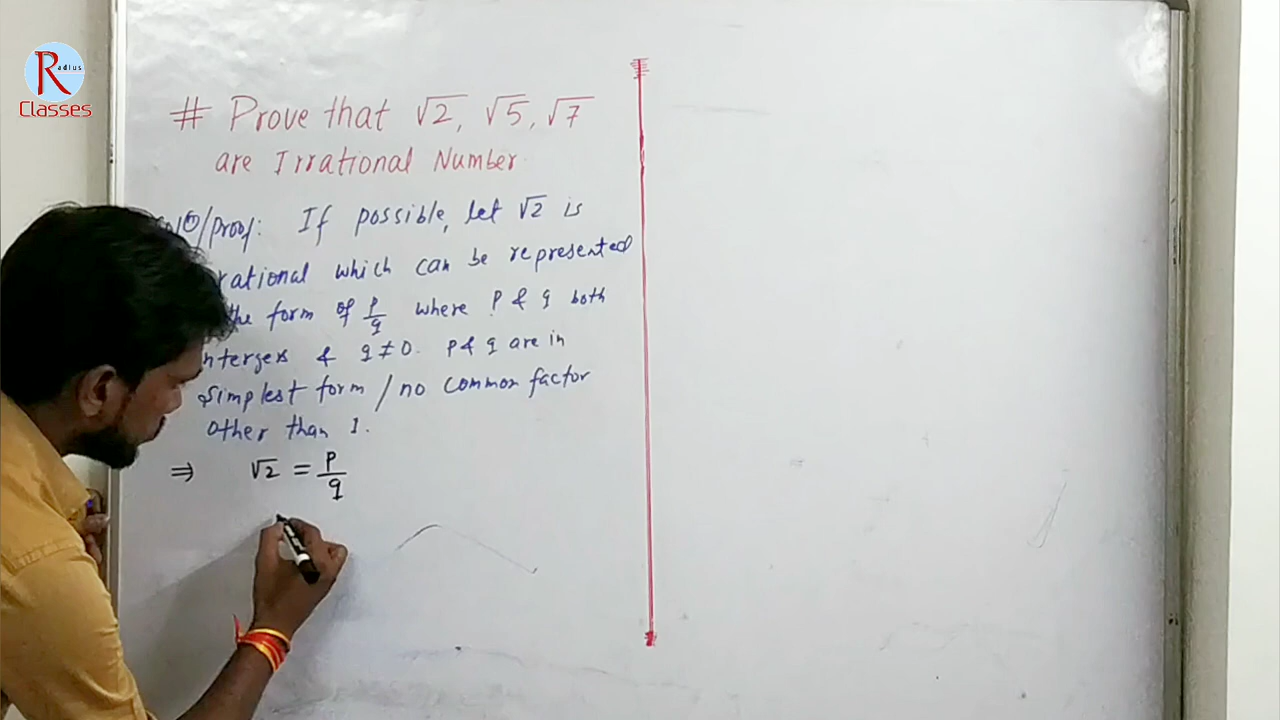 Radius
Classes
# Prove that √2, √5, √7
are Irrational Number
/Proof: If possible, let √2 is
rational which can be represented
the form of p/q where p & q both
ntergers & q ≠ 0. p & q are in
simplest form / no common factor
other than 1.
⇒ √2 = p/q